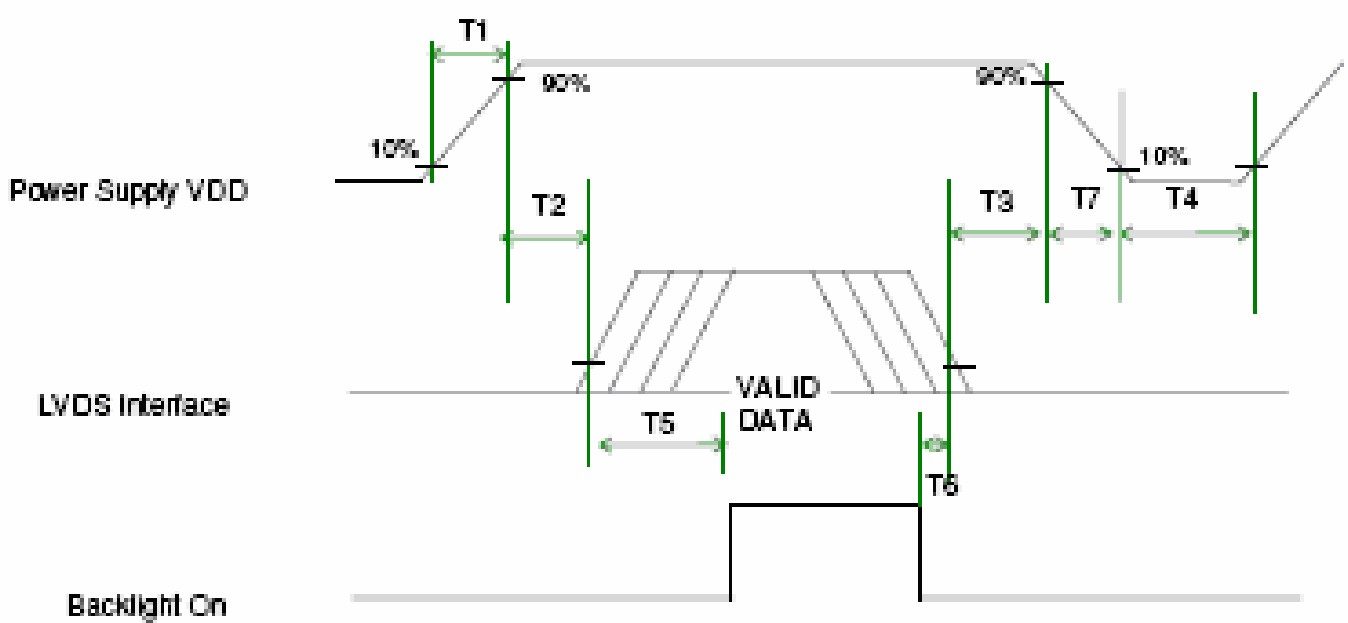 T1
90%
90%
10%
10%
Power Supply VDD
T2
T3
T7
T4
LVDS Interface
VALID
DATA
T5
T6
Backlight On